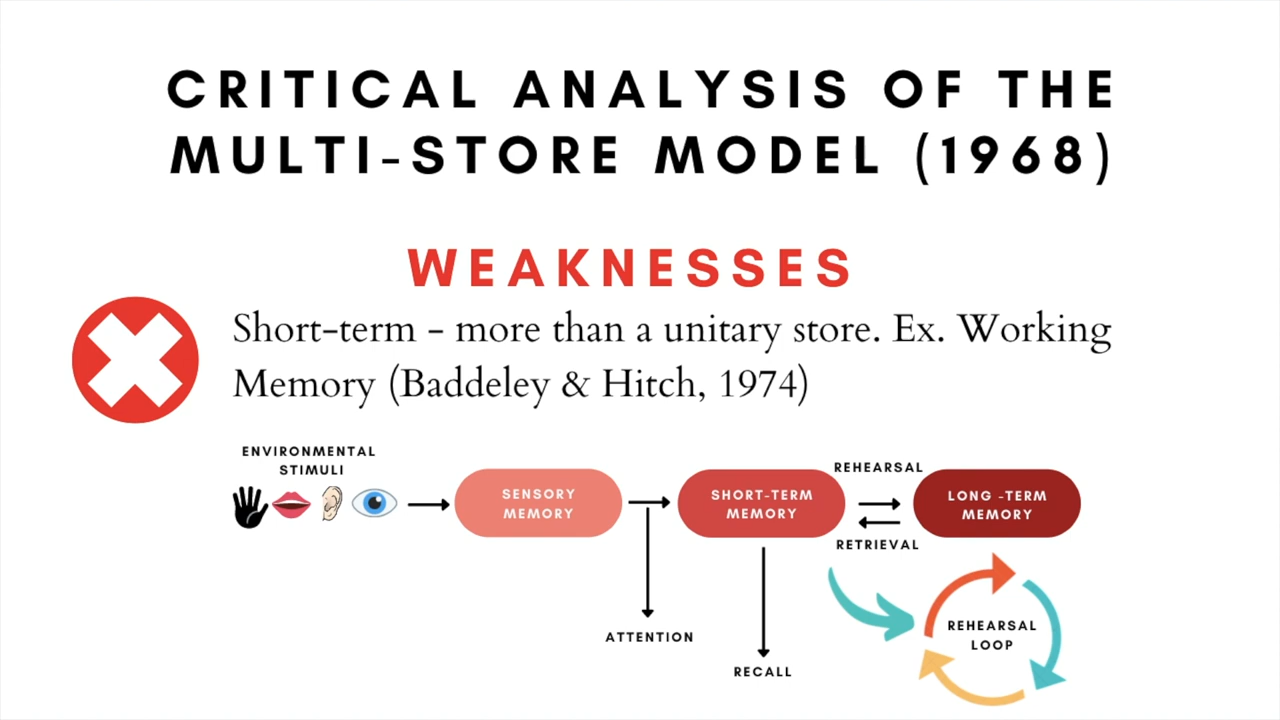 CRITICAL ANALYSIS OF THE
MULTI-STORE MODEL (1968)
WEAKNESSES
Short-term - more than a unitary store. Ex. Working
Memory (Baddeley & Hitch, 1974)
ENVIRONMENTAL
STIMULI
SENSORY
MEMORY
SHORT-TERM
MEMORY
REHEARSAL
RETRIEVAL
LONG -TERM
MEMORY
ATTENTION
RECALL
REHEARSAL
LOOP